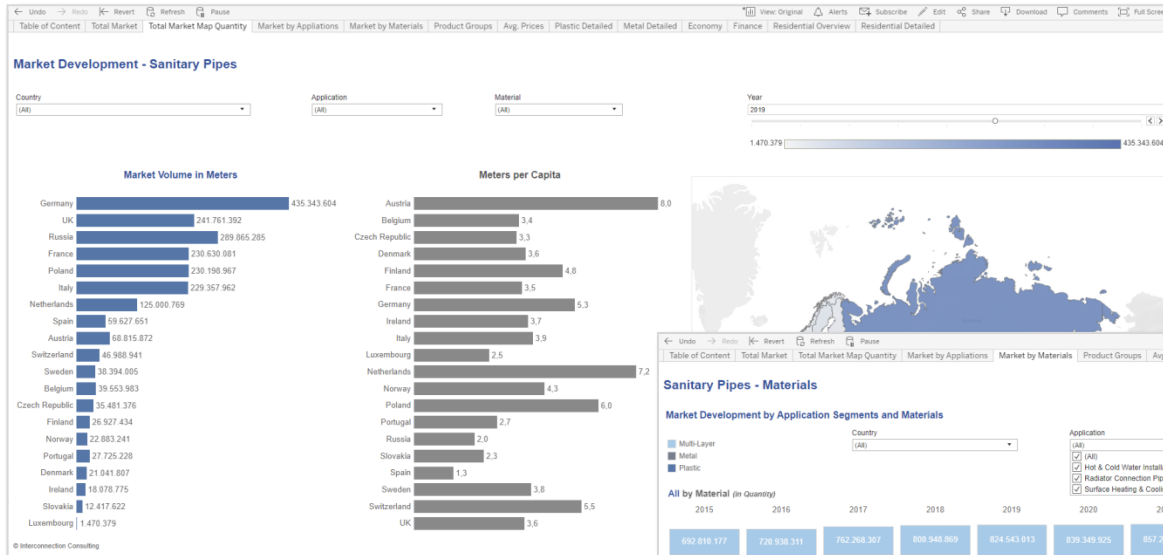 ← Undo → Redo Revert Refresh Pause View: Original Alerts Subscribe Edit Share Download Comments Full Scree
Table of Content Total Market Total Market Map Quantity Market by Appliations Market by Materials Product Groups Avg. Prices Plastic Detailed Metal Detailed Economy Finance Residential Overview Residential Detailed
Market Development - Sanitary Pipes
Country Application Material Year
(All) (All) (All) 2019
1.470.379 435.343.604
Market Volume in Meters
Germany 435.343.604
UK 241.761.392
Russia 289.865.285
France 230.630.081
Poland 230.198.967
Italy 229.357.962
Netherlands 125.000.769
Spain 59.627.651
Austria 68.815.872
Switzerland 46.988.941
Sweden 38.394.005
Belgium 39.553.983
Czech Republic 35.481.376
Finland 26.927.434
Norway 22.883.241
Portugal 27.725.228
Denmark 21.041.807
Ireland 18.078.775
Slovakia 12.417.622
Luxembourg 1.470.379
© Interconnection Consulting
Meters per Capita
Austria 8,0
Belgium 3,4
Czech Republic 3,3
Denmark 3,6
Finland 4,8
France 3,5
Germany 5,3
Ireland 3,7
Italy 3,9
Luxembourg 2,5
Netherlands 7,2
Norway 4,3
Poland 6,0
Portugal 2,7
Russia 2,0
Slovakia 2,3
Spain 1,3
Sweden 3,8
Switzerland 5,5
UK 3,6
← Undo → Redo Revert Refresh Pause
Table of Content Total Market Total Market Map Quantity Market by Appliations Market by Materials Product Groups Av
Sanitary Pipes - Materials
Market Development by Application Segments and Materials
Multi-Layer
Metal
Plastic
Country
(All)
Application
(All)
(All)
Hot & Cold Water Install
Radiator Connection Pip
Surface Heating & Cooli
All by Material (in Quantity)
2015 2016 2017 2018 2019 2020 20
692.810.177 720.938.311 762.268.307 800.948.869 824.543.013 839.349.925 857.2